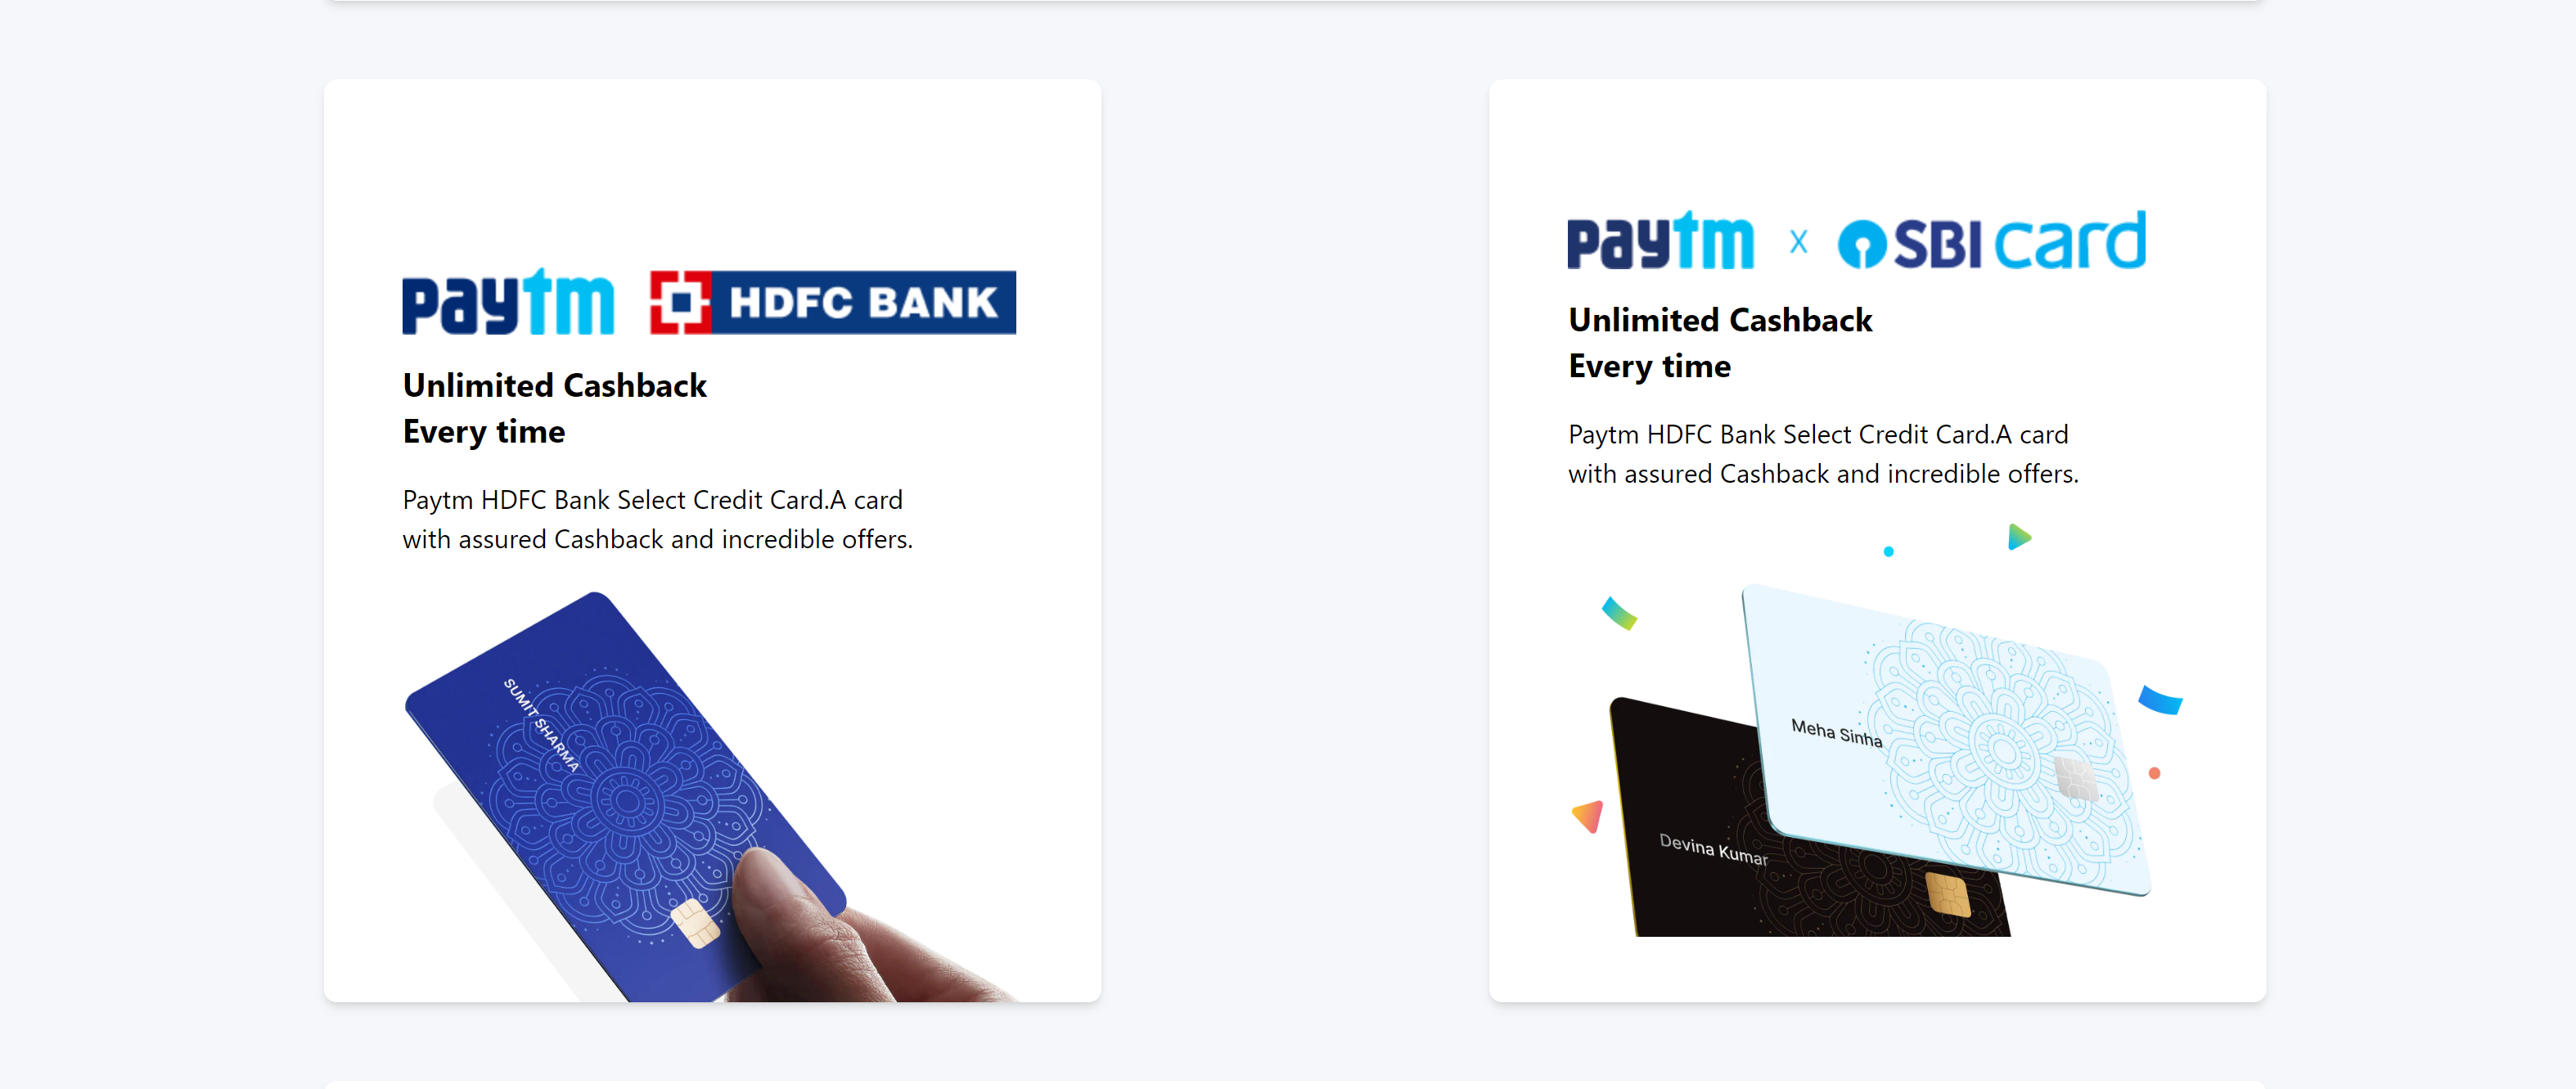 paytm HDFC BANK
Unlimited Cashback
Every time
Paytm HDFC Bank Select Credit Card.A card
with assured Cashback and incredible offers.
SUMIT SHARMA
paytm x SBI card
Unlimited Cashback
Every time
Paytm HDFC Bank Select Credit Card.A card
with assured Cashback and incredible offers.
Meha Sinha
Devina Kumar